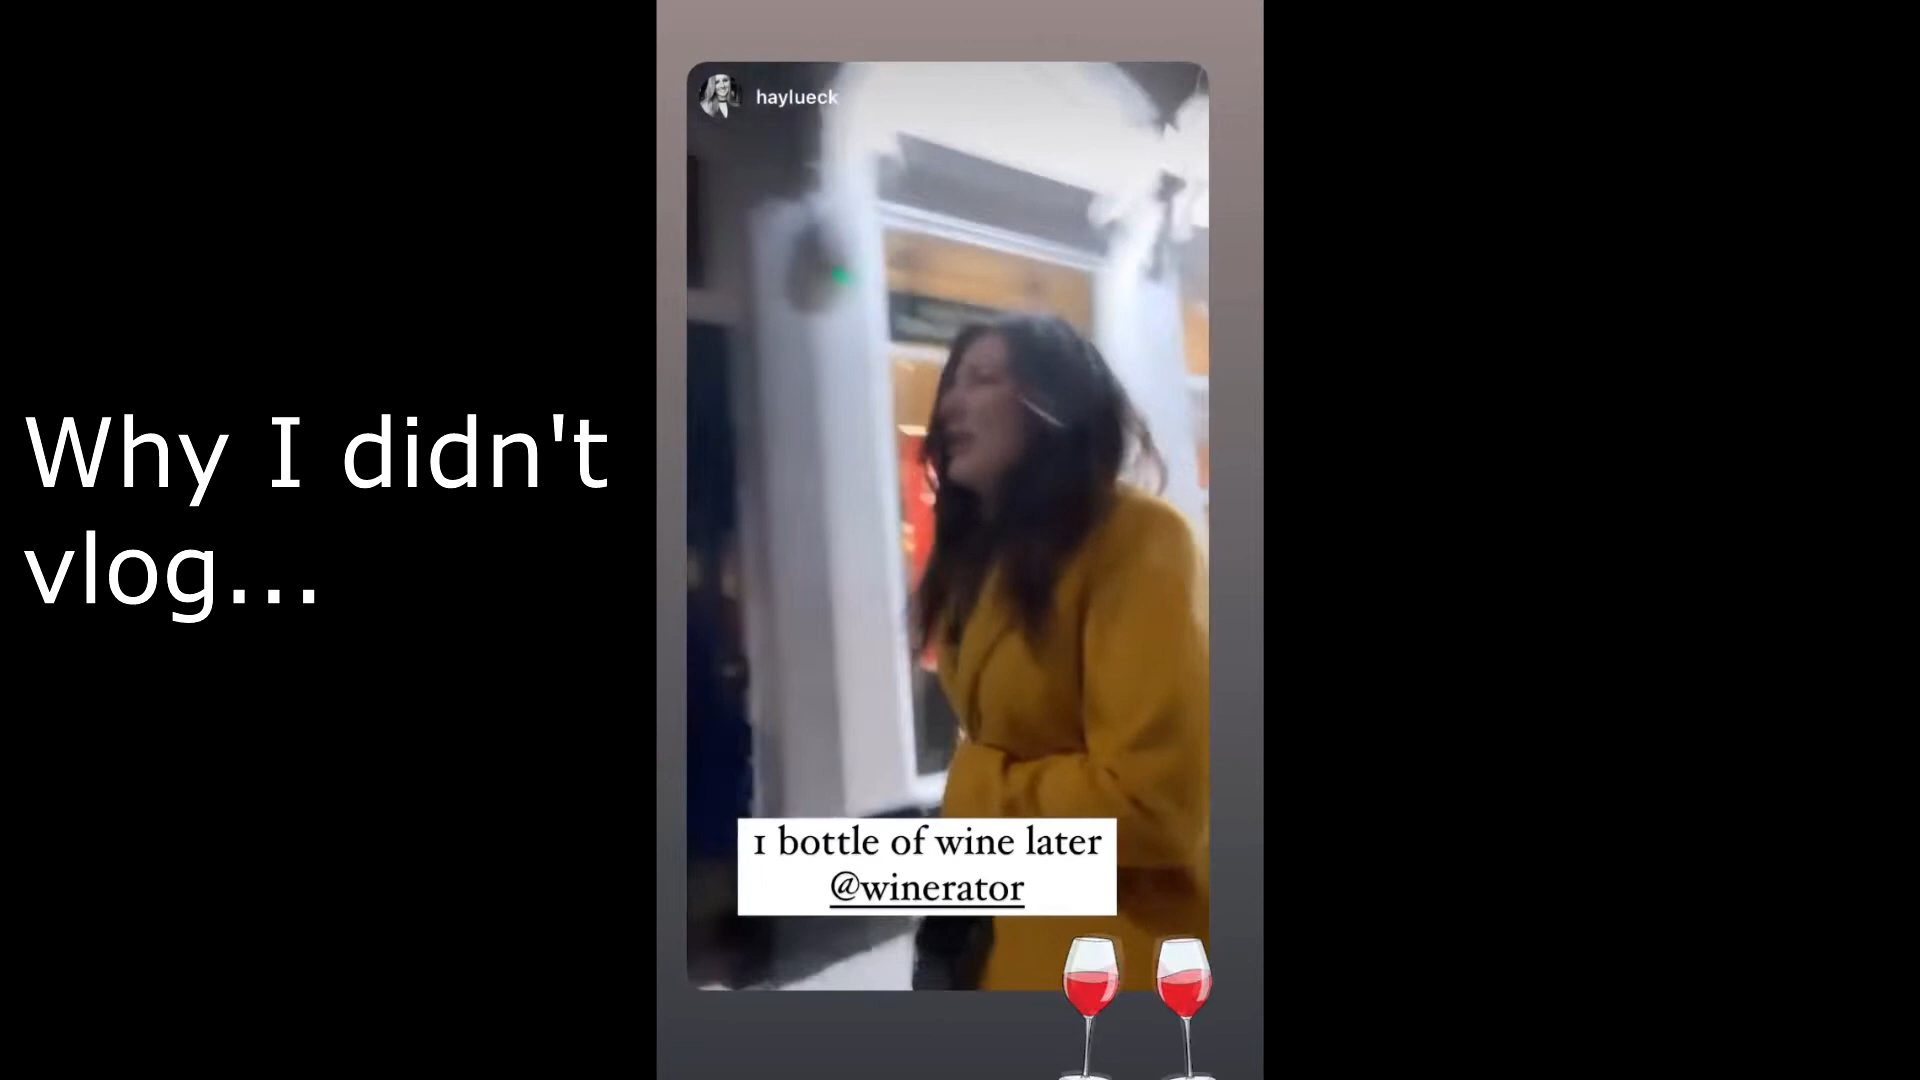 Why I didn't
vlog...
haylueck
1 bottle of wine later
@winerator